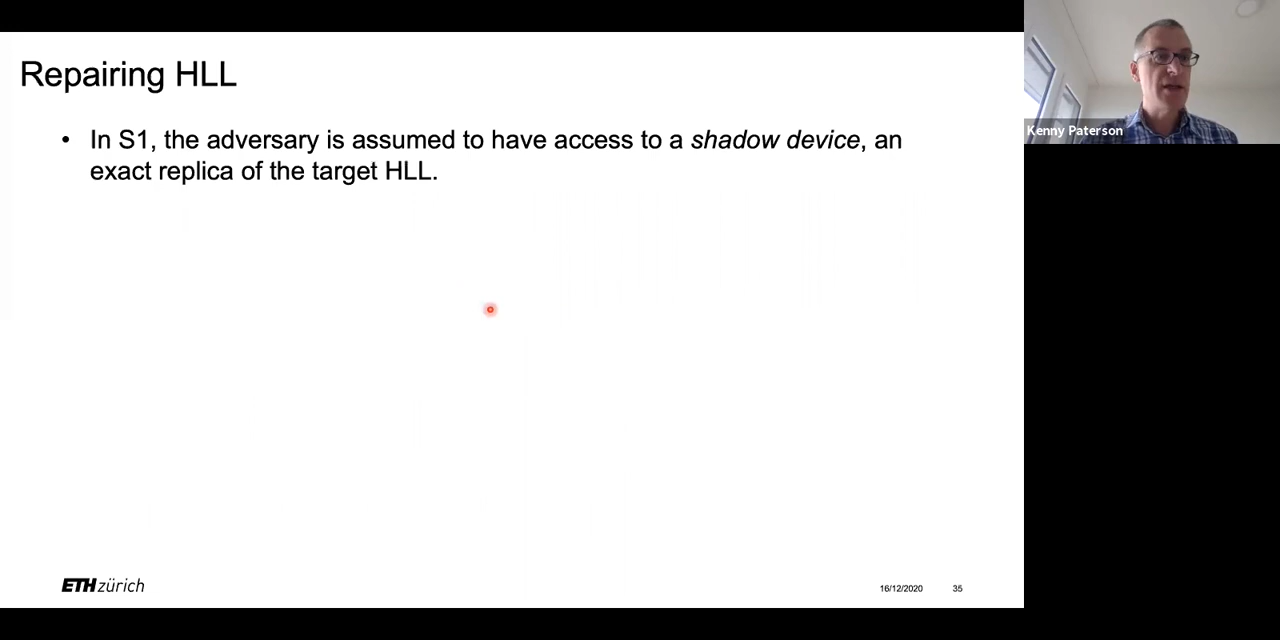 Repairing HLL
• In S1, the adversary is assumed to have access to a shadow device, an
exact replica of the target HLL.
Kenny Paterson
ETH zürich
16/12/2020
35